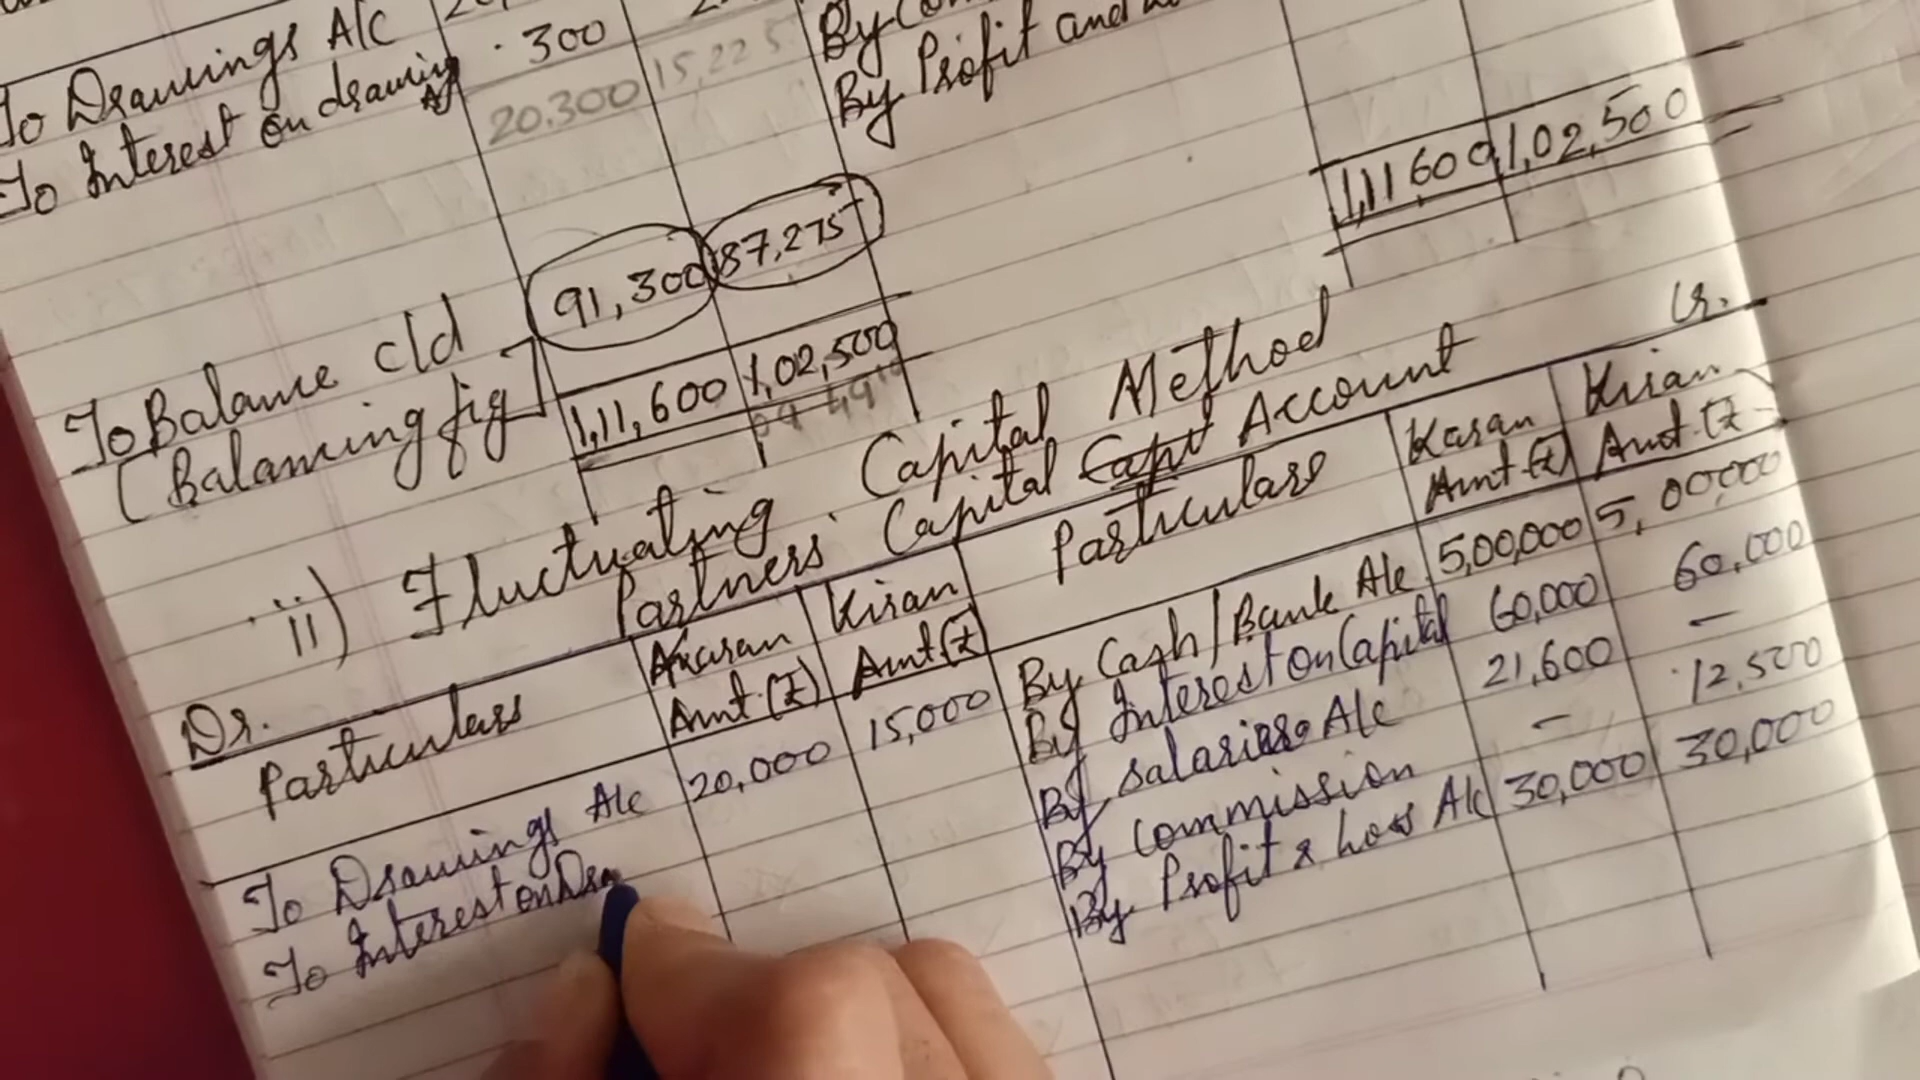 To Drawings A/C
To Interest on drawing 300
20,300 15,225
By Profit and
1,11,600 1,02,500
91,300 87,275
To Balance c/d
(Balancing fig]
1,11,600 1,02,500
ii) Fluctuating Capital Method
Partners' Capital Capt Account
Dr. Cr.
Particulars Karan Amt.(₹) Kiran Amt(₹) Particulars Karan Amt(₹) Kiran Amt.(₹
To Drawings A/c 20,000 15,000 By Cash/Bank A/c 5,00,000 5,00,000
To Interest on Dra By Interest On Capital 60,000 60,000
By salaries A/c 21,600 -
By Commission - 12,500
By Profit & Loss A/c 30,000 30,000